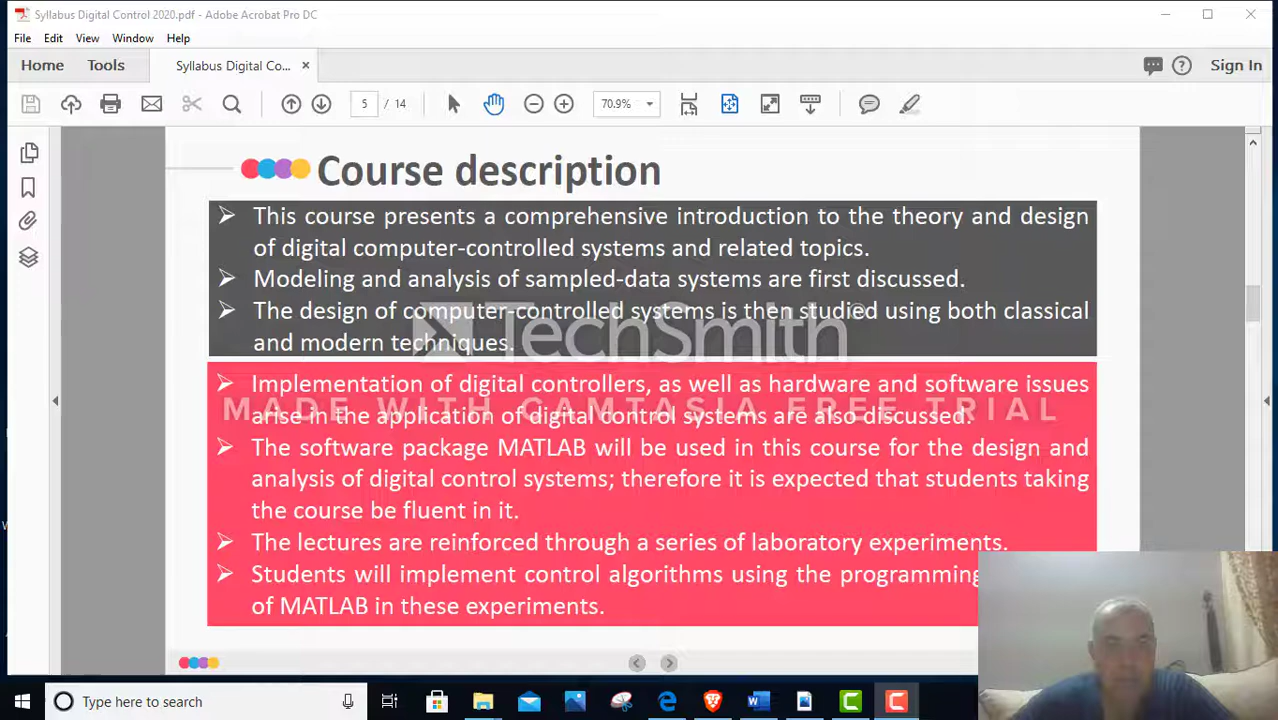 Syllabus Digital Control 2020.pdf - Adobe Acrobat Pro DC
File Edit View Window Help
Home Tools Syllabus Digital Co... ×
5 / 14 70.9%
Sign In
Course description
➢ This course presents a comprehensive introduction to the theory and design
of digital computer-controlled systems and related topics.
➢ Modeling and analysis of sampled-data systems are first discussed.
➢ The design of computer-controlled systems is then studied using both classical
and modern techniques.
TechSmith
➢ Implementation of digital controllers, as well as hardware and software issues
MADE WITH CAMTASIA FREE TRIAL
arise in the application of digital control systems are also discussed.
➢ The software package MATLAB will be used in this course for the design and
analysis of digital control systems; therefore it is expected that students taking
the course be fluent in it.
➢ The lectures are reinforced through a series of laboratory experiments.
➢ Students will implement control algorithms using the programming
of MATLAB in these experiments.
Type here to search